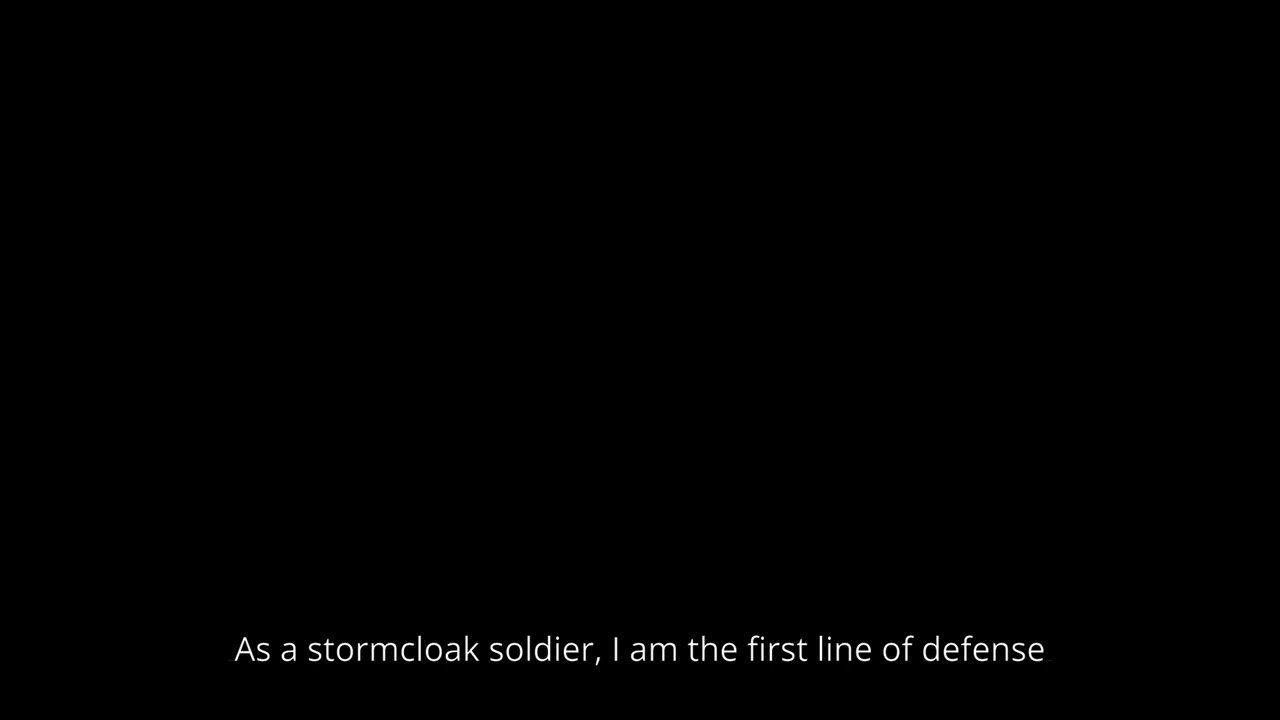 As a stormcloak soldier, I am the first line of defense